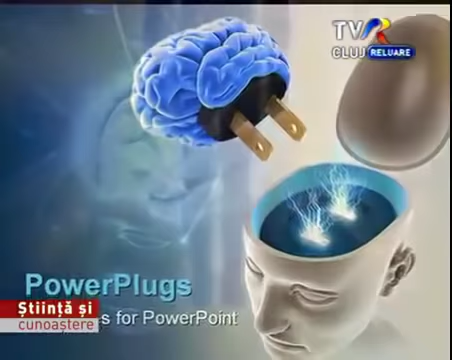 TVR
CLUJ RELUARE
PowerPlugs
Știință și
cunoaștere
s for PowerPoint